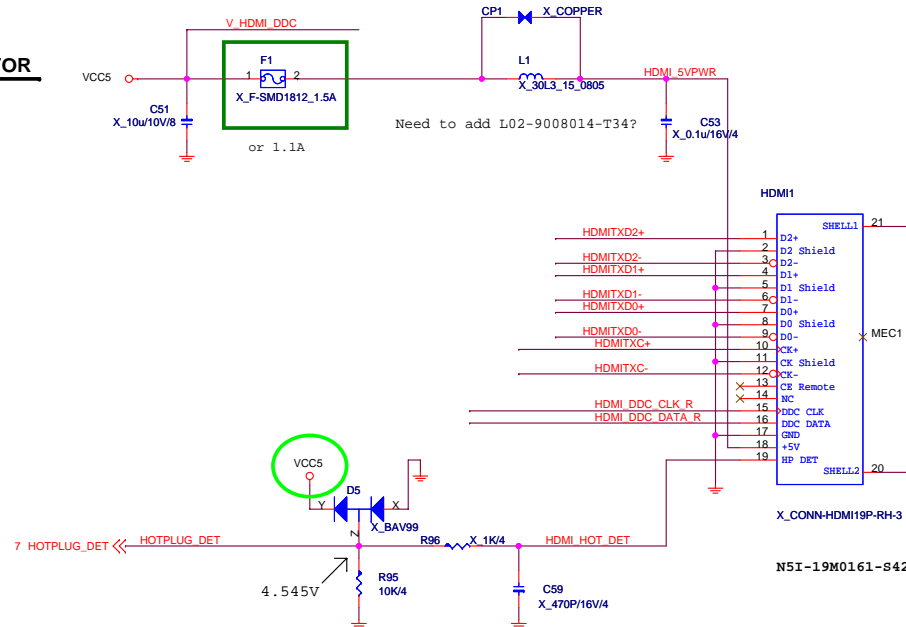 TOR
VCC5
V_HDMI_DDC
F1
1
2
X_F-SMD1812_1.5A
or 1.1A
C51
X_10u/10V/8
CP1
X_COPPER
L1
X_30L3_15_0805
HDMI_5VPWR
Need to add L02-9008014-T34?
C53
X_0.1u/16V/4
HDMI1
HDMITXD2+
HDMITXD2-
HDMITXD1+
HDMITXD1-
HDMITXD0+
HDMITXD0-
HDMITXC+
HDMITXC-
HDMI_DDC_CLK_R
HDMI_DDC_DATA_R
1 D2+
2 D2 Shield
3 D2-
4 D1+
5 D1 Shield
6 D1-
7 D0+
8 D0 Shield
9 D0-
10 CK+
11 CK Shield
12 CK-
13 CE Remote
14 NC
15 DDC CLK
16 DDC DATA
17 GND
18 +5V
19 HP DET
SHELL1 21
MEC1
SHELL2 20
X_CONN-HDMI19P-RH-3
N5I-19M0161-S42
VCC5
D5
Y
X
Z
X_BAV99
7 HOTPLUG_DET
HOTPLUG_DET
R96
X_1K/4
HDMI_HOT_DET
4.545V
R95
10K/4
C59
X_470P/16V/4